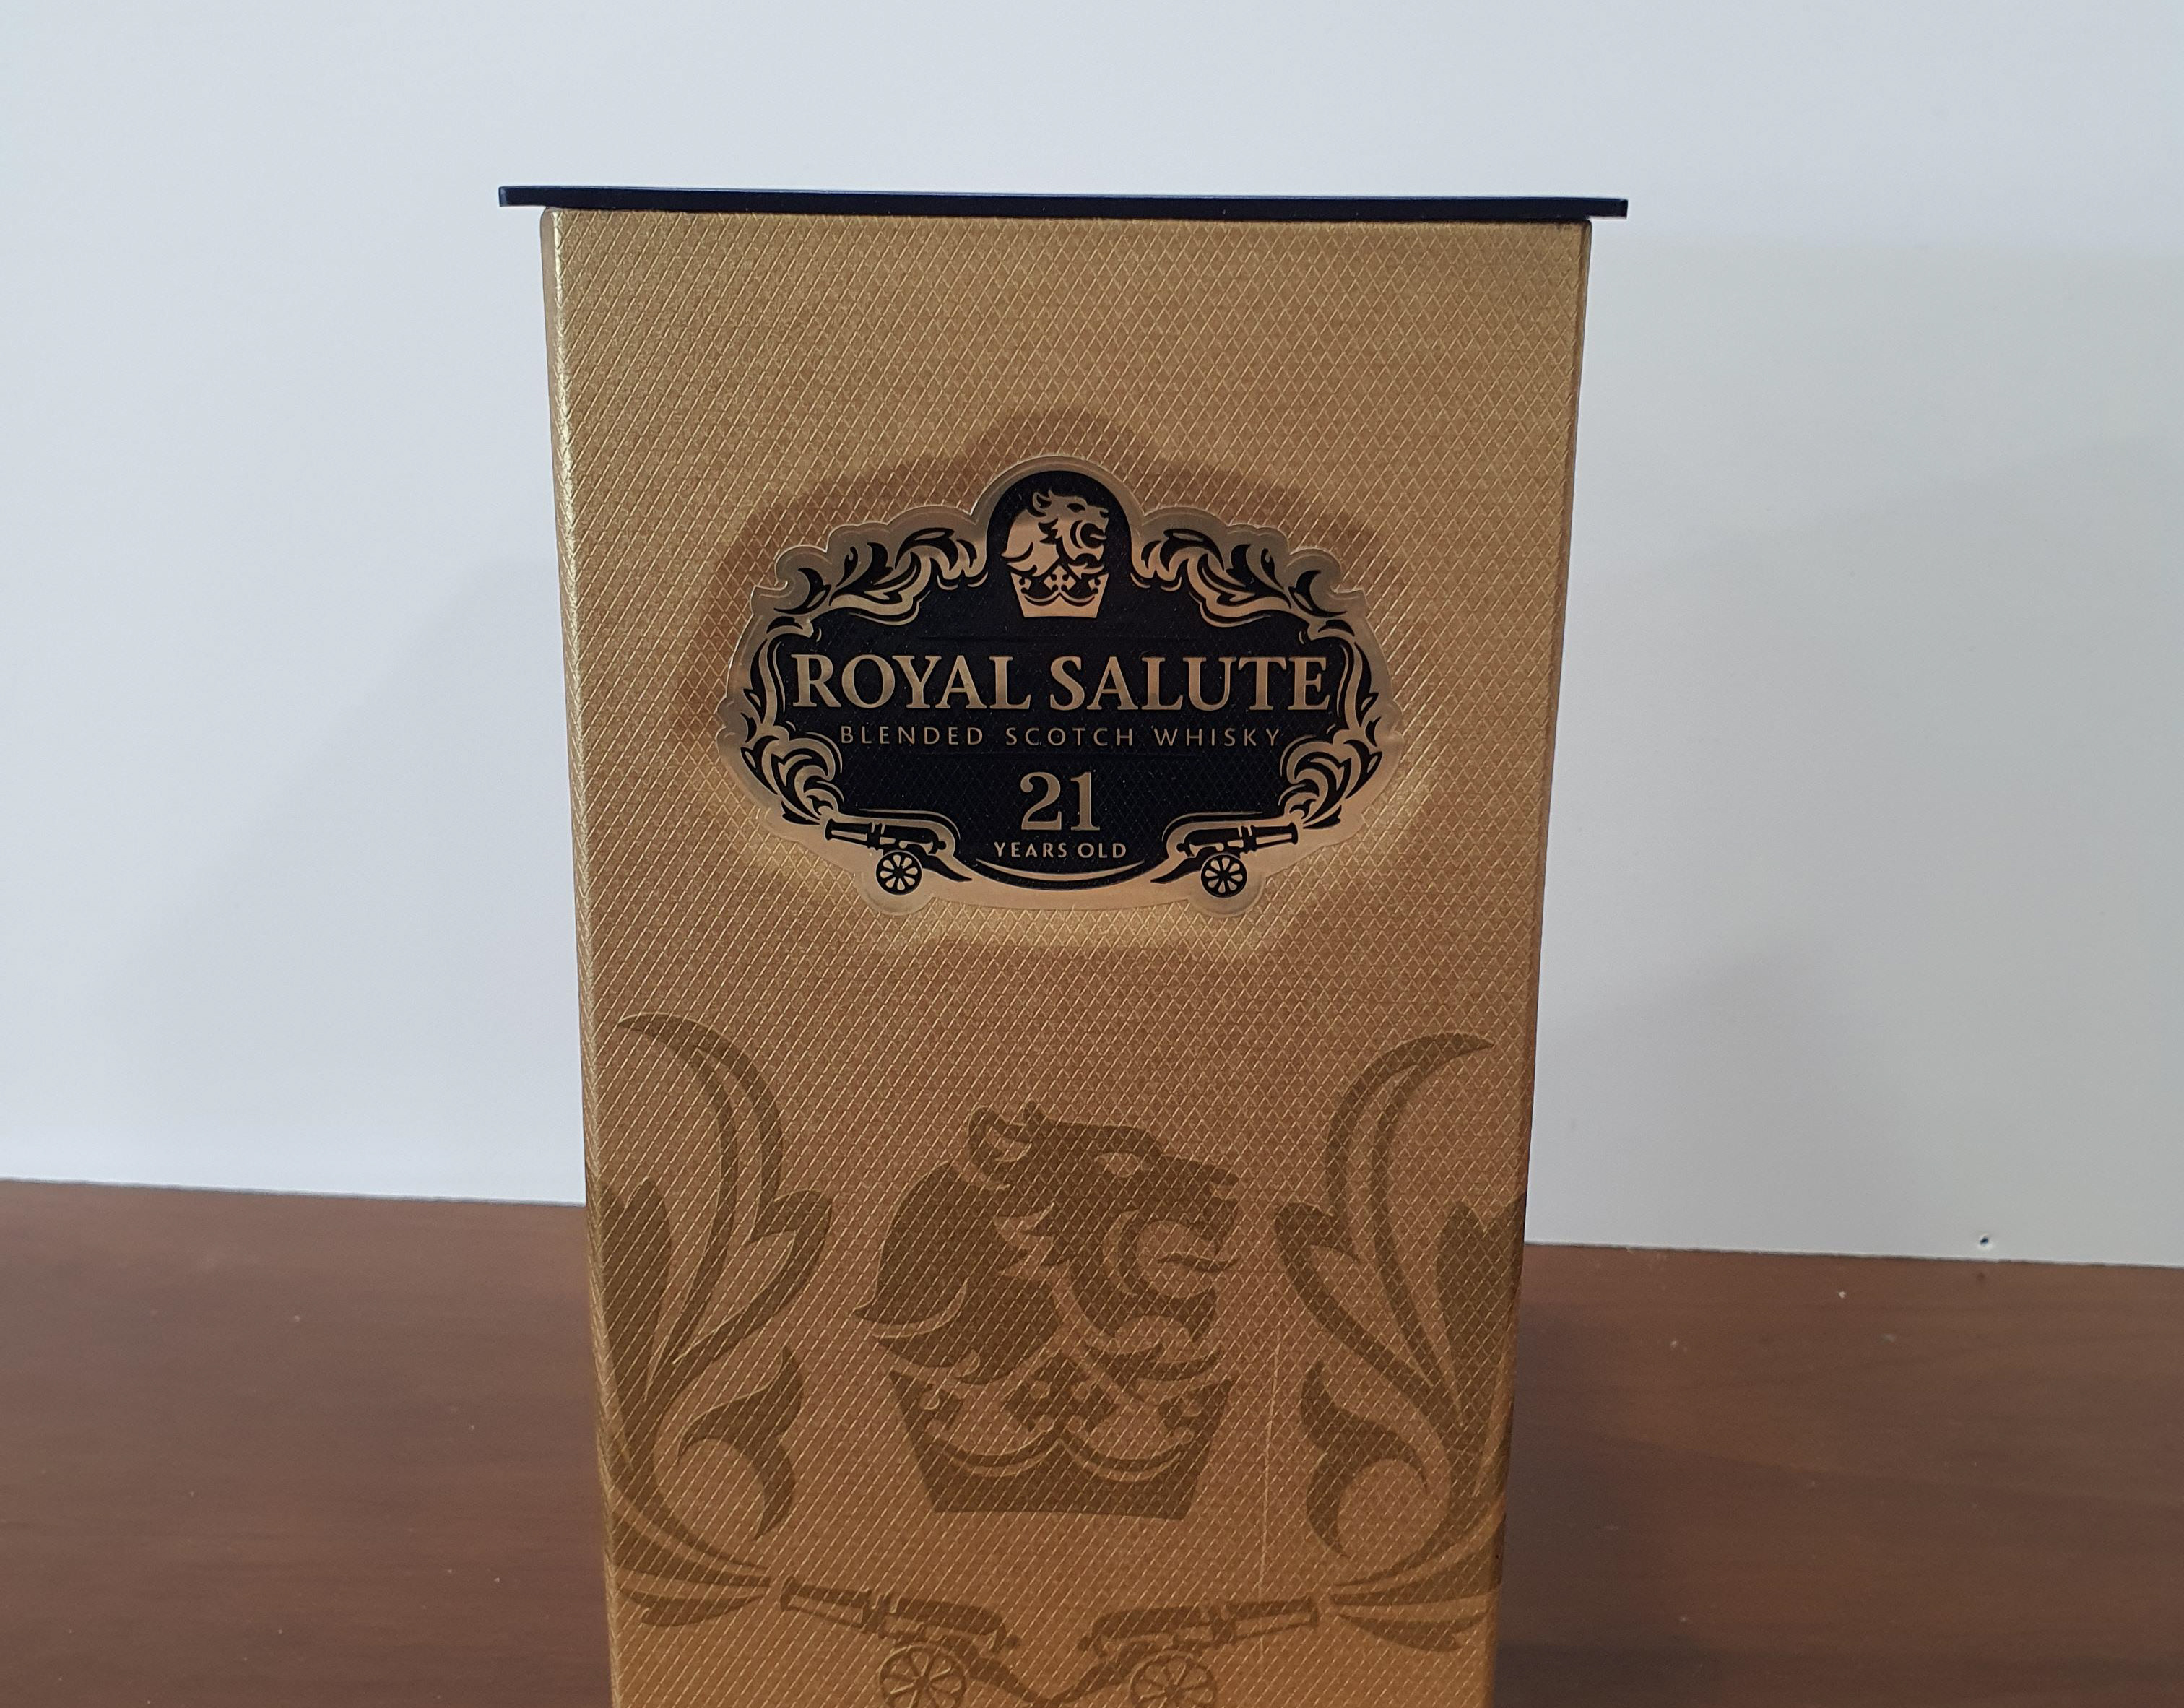 ROYAL SALUTE
BLENDED SCOTCH WHISKY
21
YEARS OLD